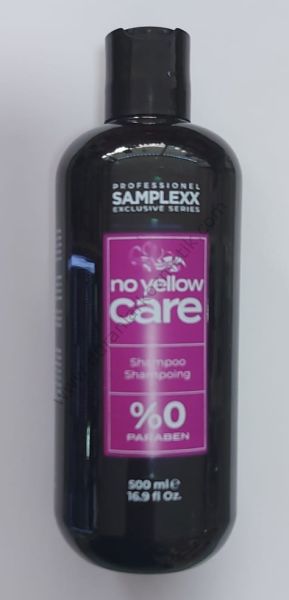 PROFESSIONEL
SAMPLEXX
EXCLUSIVE SERIES
no yellow
care
Shampoo
Shampoing
%0
PARABEN
500 ml e
16.9 fl Oz.